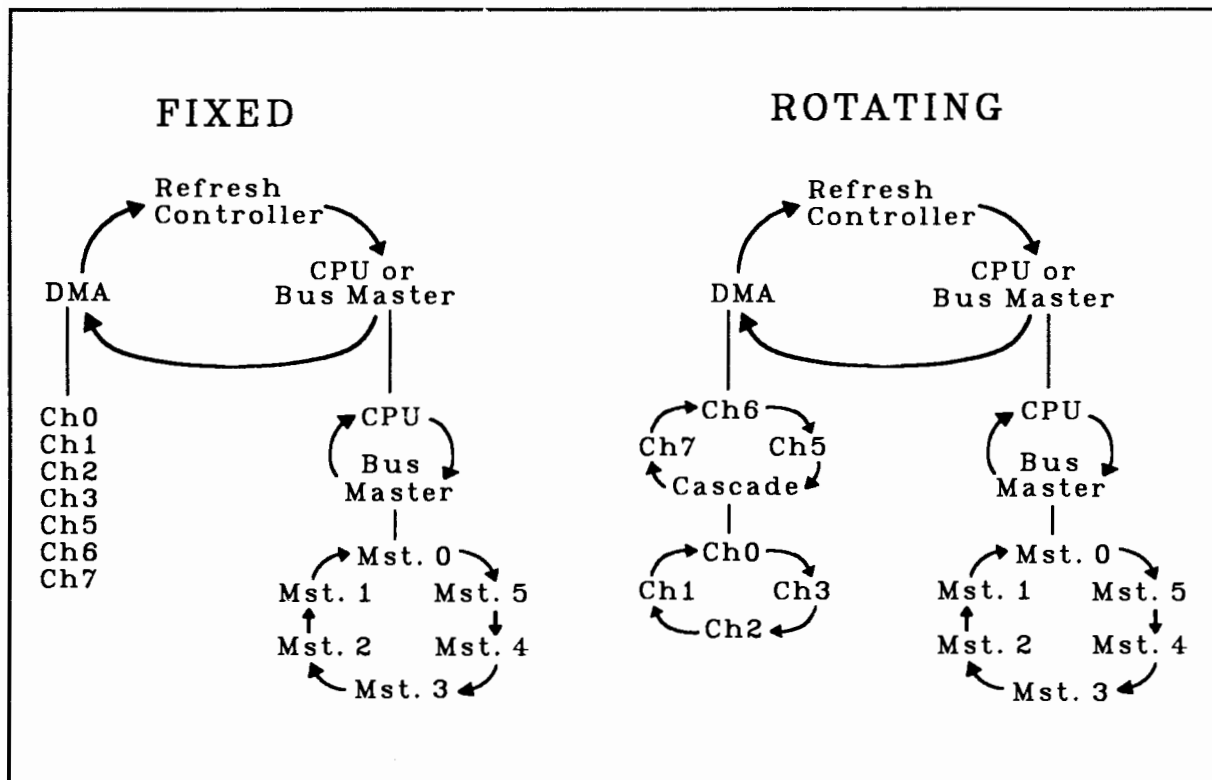 FIXED
Refresh
Controller
DMA
CPU or
Bus Master
Ch0
Ch1
Ch2
Ch3
Ch5
Ch6
Ch7
CPU
Bus
Master
Mst. 0
Mst. 1
Mst. 5
Mst. 2
Mst. 4
Mst. 3
ROTATING
Refresh
Controller
DMA
CPU or
Bus Master
Ch6
Ch7
Ch5
Cascade
Ch0
Ch1
Ch3
Ch2
CPU
Bus
Master
Mst. 0
Mst. 1
Mst. 5
Mst. 2
Mst. 4
Mst. 3